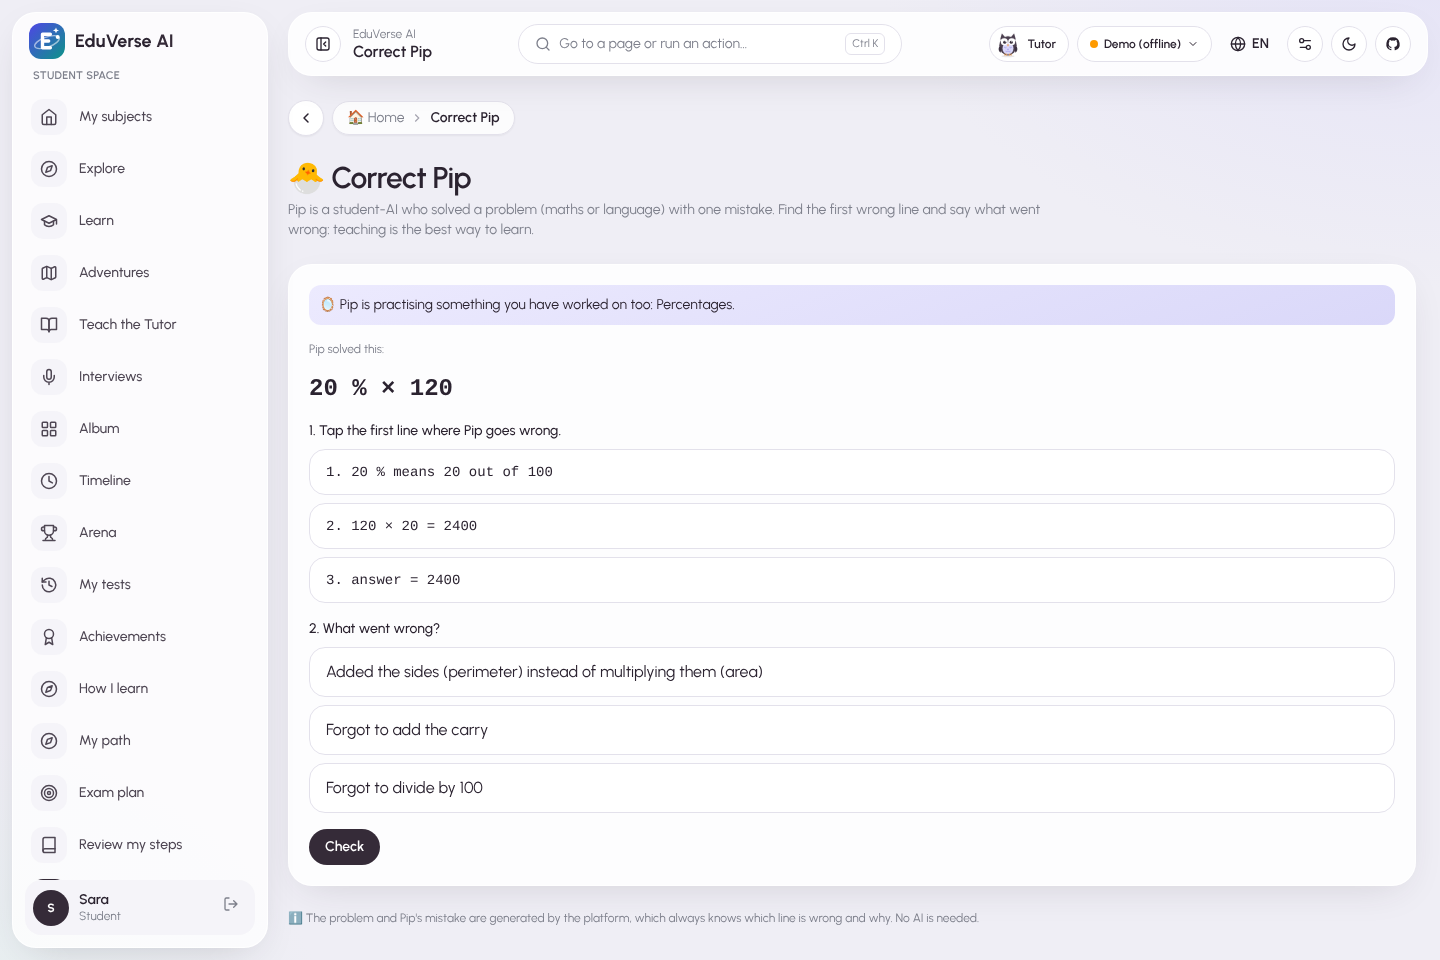 EduVerse AI
STUDENT SPACE
My subjects
Explore
Learn
Adventures
Teach the Tutor
Interviews
Album
Timeline
Arena
My tests
Achievements
How I learn
My path
Exam plan
Review my steps
S
Sara
Student
EduVerse AI
Correct Pip
Go to a page or run an action...
Ctrl K
Tutor
Demo (offline)
EN
Home
Correct Pip
Correct Pip
Pip is a student-AI who solved a problem (maths or language) with one mistake. Find the first wrong line and say what went
wrong: teaching is the best way to learn.
Pip is practising something you have worked on too: Percentages.
Pip solved this:
20 % × 120
1. Tap the first line where Pip goes wrong.
1. 20 % means 20 out of 100
2. 120 × 20 = 2400
3. answer = 2400
2. What went wrong?
Added the sides (perimeter) instead of multiplying them (area)
Forgot to add the carry
Forgot to divide by 100
Check
The problem and Pip's mistake are generated by the platform, which always knows which line is wrong and why. No AI is needed.